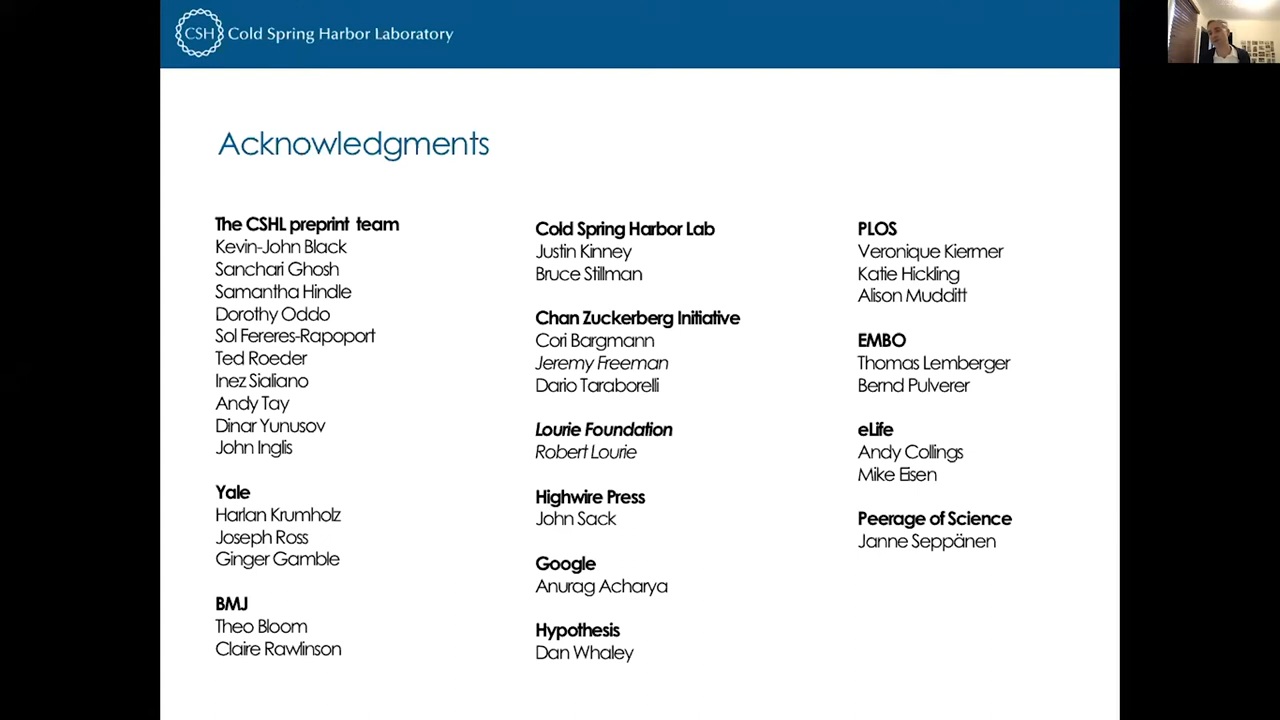 CSH Cold Spring Harbor Laboratory
Acknowledgments
The CSHL preprint team
Kevin-John Black
Sanchari Ghosh
Samantha Hindle
Dorothy Oddo
Sol Fereres-Rapoport
Ted Roeder
Inez Sialiano
Andy Tay
Dinar Yunusov
John Inglis
Yale
Harlan Krumholz
Joseph Ross
Ginger Gamble
BMJ
Theo Bloom
Claire Rawlinson
Cold Spring Harbor Lab
Justin Kinney
Bruce Stillman
Chan Zuckerberg Initiative
Cori Bargmann
Jeremy Freeman
Dario Taraborelli
Lourie Foundation
Robert Lourie
Highwire Press
John Sack
Google
Anurag Acharya
Hypothesis
Dan Whaley
PLOS
Veronique Kiermer
Katie Hickling
Alison Mudditt
EMBO
Thomas Lemberger
Bernd Pulverer
eLife
Andy Collings
Mike Eisen
Peerage of Science
Janne Seppänen